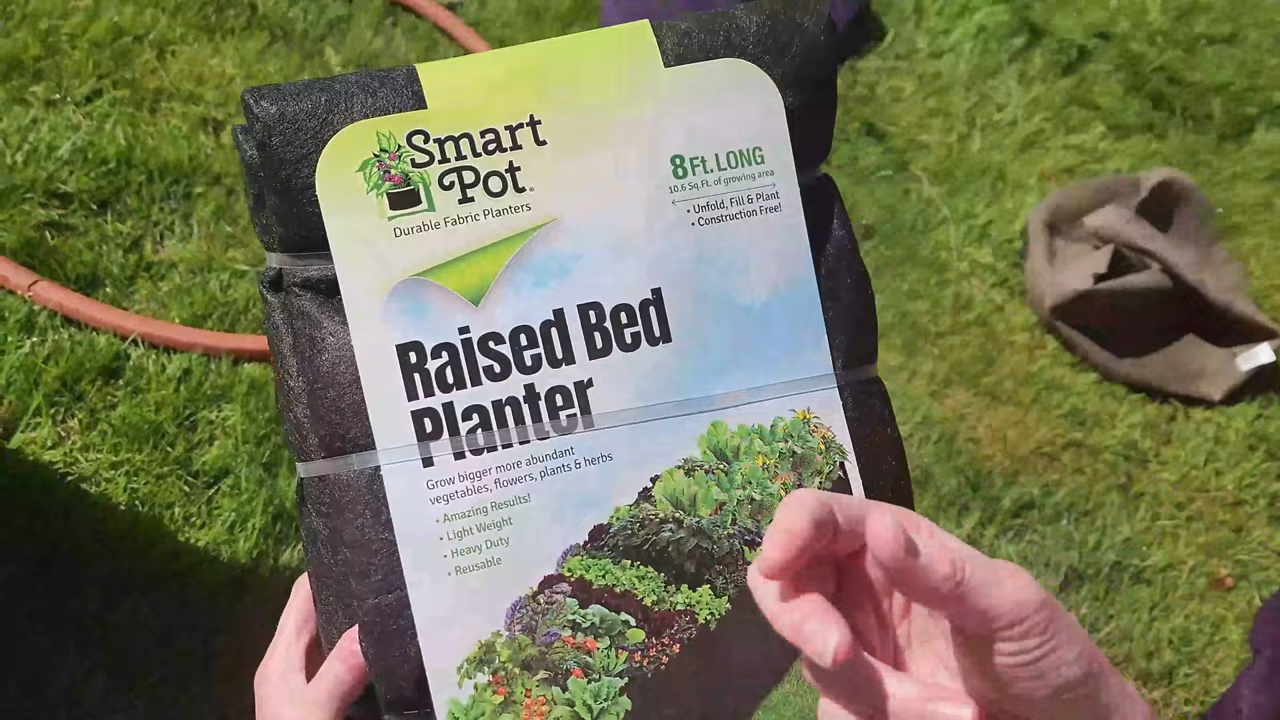 Smart
Pot®
Durable Fabric Planters
8 Ft. LONG
10.6 Sq.Ft. of growing area
• Unfold, Fill & Plant
• Construction Free!
Raised Bed
Planter
Grow bigger more abundant
vegetables, flowers, plants & herbs
• Amazing Results!
• Light Weight
• Heavy Duty
• Reusable